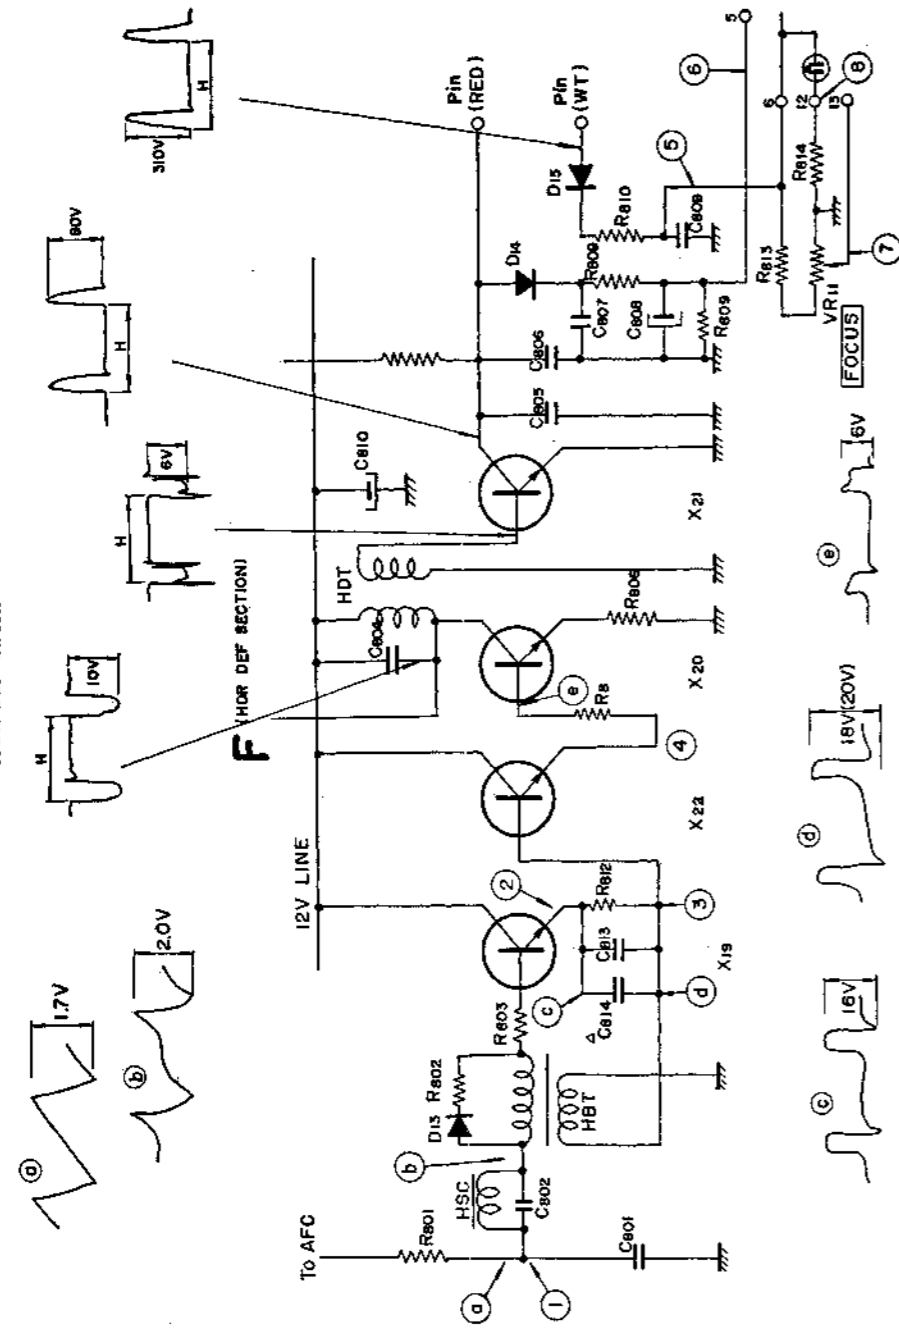 1.7V
a
2.0V
b
H
10V
H
6V
H
80V
H
310V
F (HOR DEF SECTION)
12V LINE
C804
HDT
C810
Pin (RED)
Pin (WT)
To AFC
R801
a
1
HSC
C802
b
D13 R802
HBT
R803
c
2
C813
R812
△ C814
d
3
4
R8
e
R806
C805
C806
D14
C807
R809
C808
R809
D15
R810
C809
5
6
5
R813
VR11
R814
6
12
13
7
8
FOCUS
C801
X19
X22
X20
X21
c
16V
d
18V(20V)
e
6V